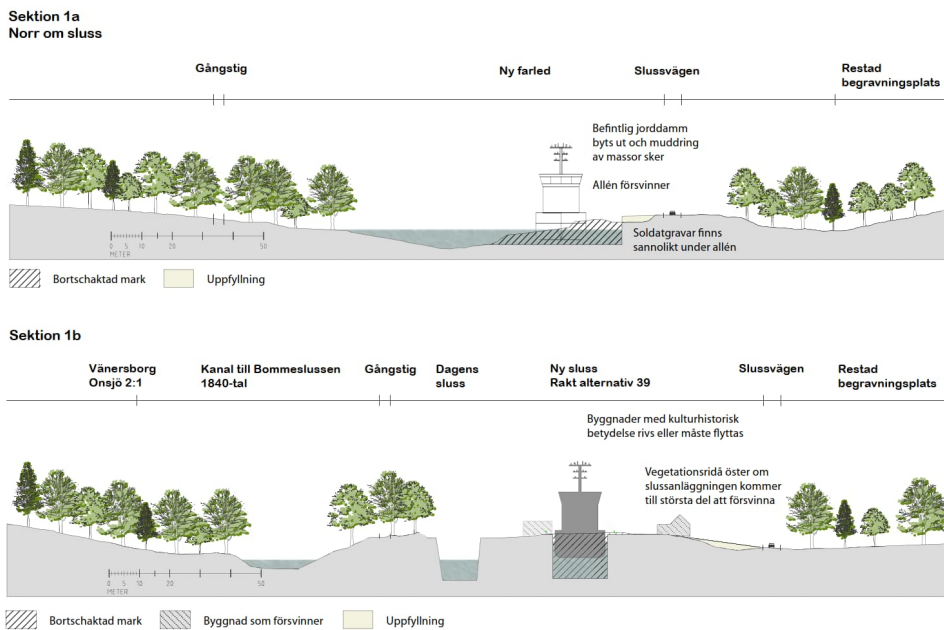 Sektion 1a
Norr om sluss
Gångstig
Ny farled
Slussvägen
Restad
begravningsplats
Befintlig jorddamm
byts ut och muddring
av massor sker
Allén försvinner
Soldatgravar finns
sannolikt under allén
0 5 10 20 50
METER
Bortschaktad mark
Uppfyllning
Sektion 1b
Vänersborg
Onsjö 2:1
Kanal till Bommeslussen
1840-tal
Gångstig
Dagens
sluss
Ny sluss
Rakt alternativ 39
Slussvägen
Restad
begravningsplats
Byggnader med kulturhistorisk
betydelse rivs eller måste flyttas
Vegetationsridå öster om
slussanläggningen kommer
till största del att försvinna
0 5 10 20 50
METER
Bortschaktad mark
Byggnad som försvinner
Uppfyllning